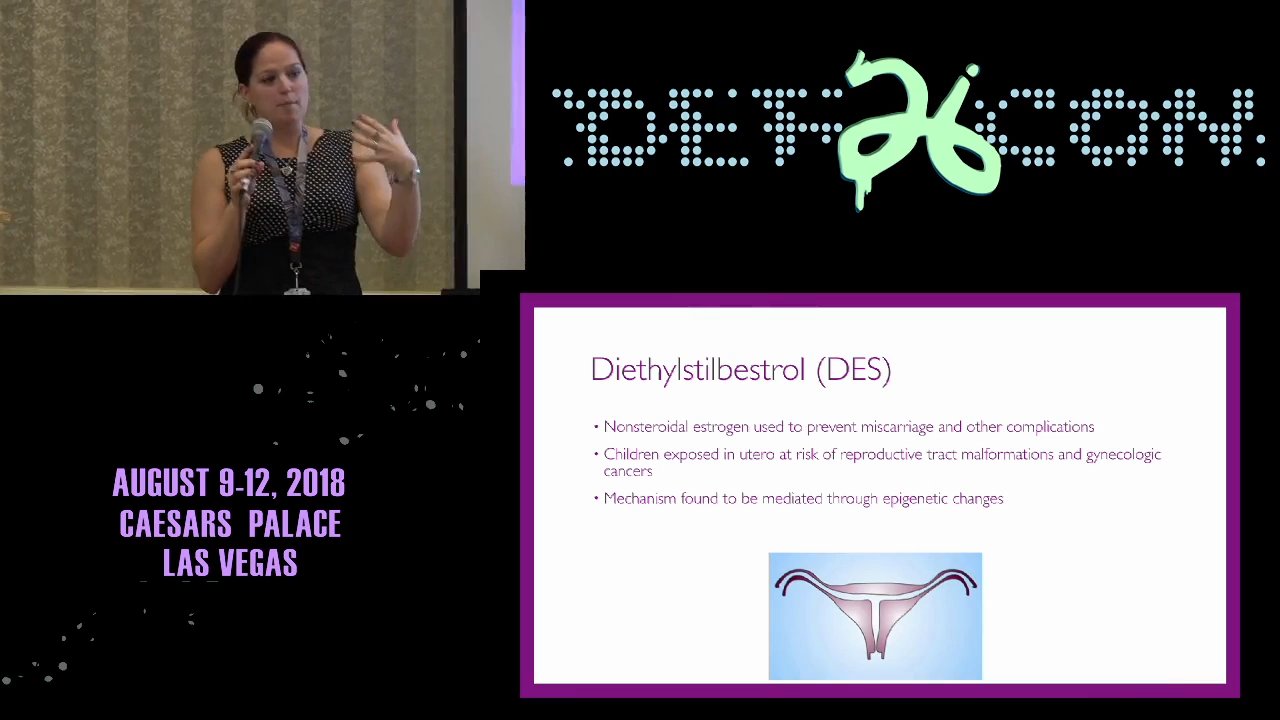 DEF 26 CON
Diethylstilbestrol (DES)
• Nonsteroidal estrogen used to prevent miscarriage and other complications
• Children exposed in utero at risk of reproductive tract malformations and gynecologic
cancers
• Mechanism found to be mediated through epigenetic changes
AUGUST 9-12, 2018
CAESARS PALACE
LAS VEGAS